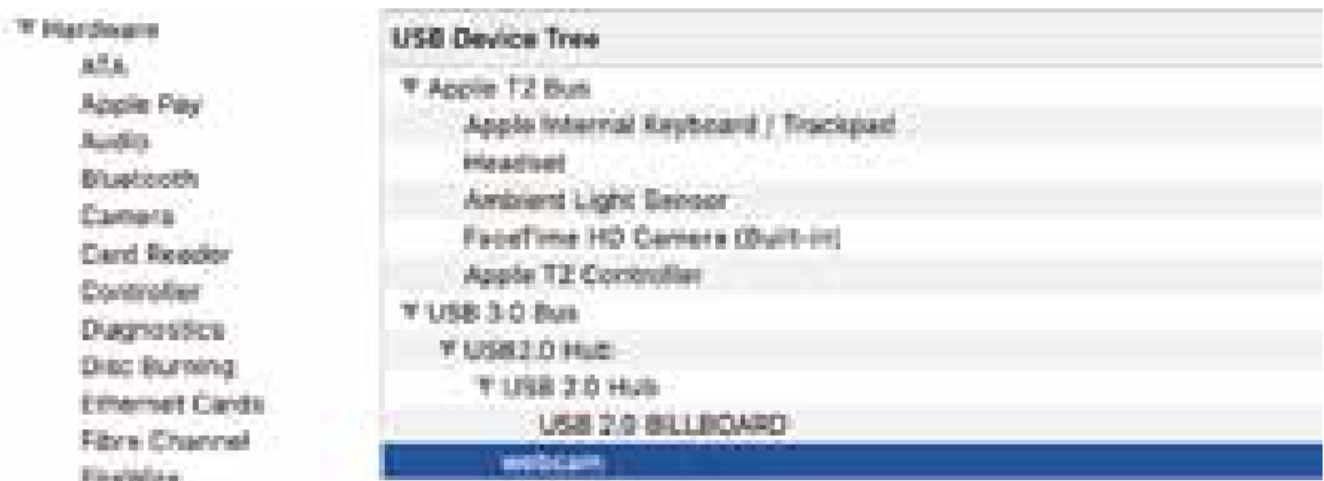 Hardware
ATA
Apple Pay
Audio
Bluetooth
Camera
Card Reader
Controller
Diagnostics
Disc Burning
Ethernet Cards
Fibre Channel
FireWire
USB Device Tree
Apple T2 Bus
Apple Internal Keyboard / Trackpad
Headset
Ambient Light Sensor
FaceTime HD Camera (Built-in)
Apple T2 Controller
USB 3.0 Bus
USB2.0 Hub
USB 2.0 Hub
USB 2.0 BILLBOARD
webcam